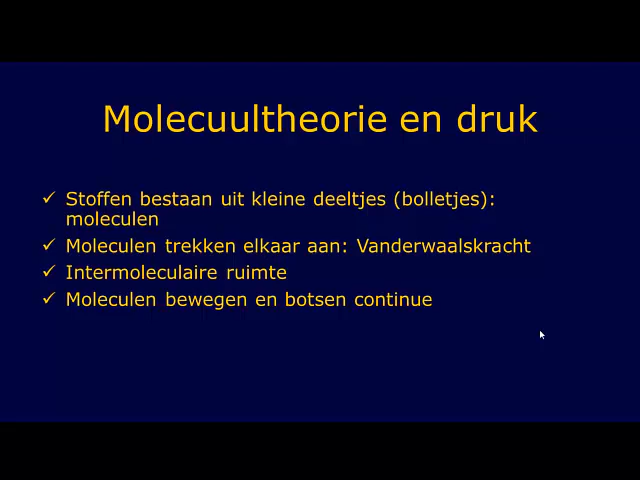 Molecuultheorie en druk
✓ Stoffen bestaan uit kleine deeltjes (bolletjes):
moleculen
✓ Moleculen trekken elkaar aan: Vanderwaalskracht
✓ Intermoleculaire ruimte
✓ Moleculen bewegen en botsen continue